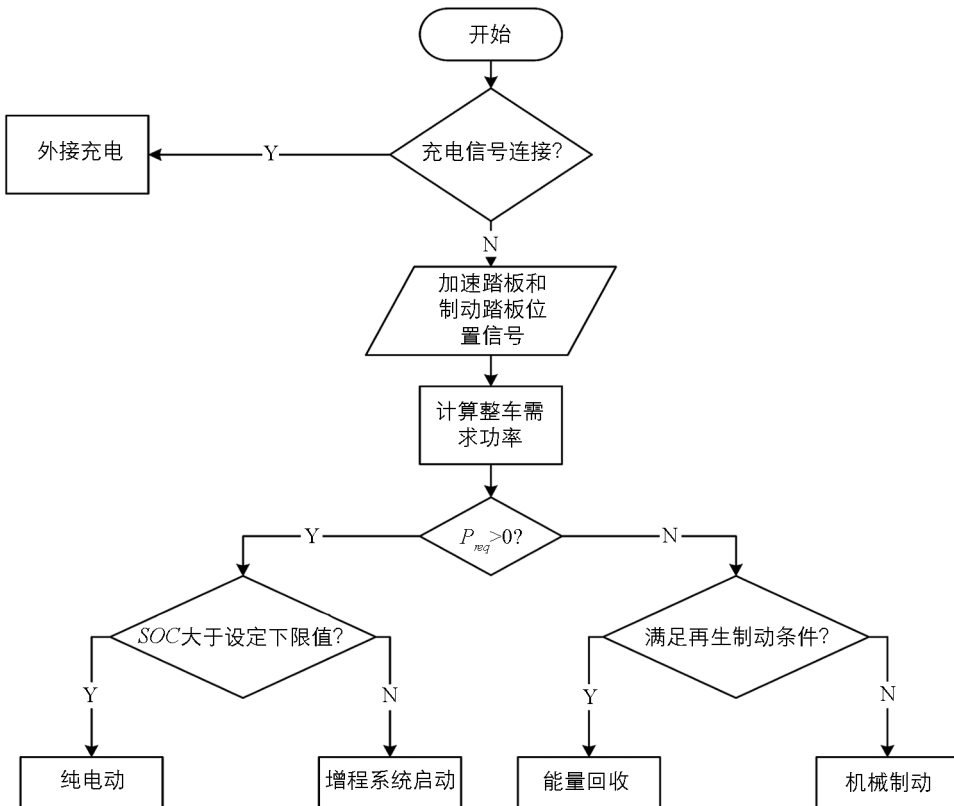 开始
充电信号连接?
Y
外接充电
N
加速踏板和
制动踏板位
置信号
计算整车需
求功率
P_req>0?
Y
N
SOC大于设定下限值?
满足再生制动条件?
Y
N
Y
N
纯电动
增程系统启动
能量回收
机械制动